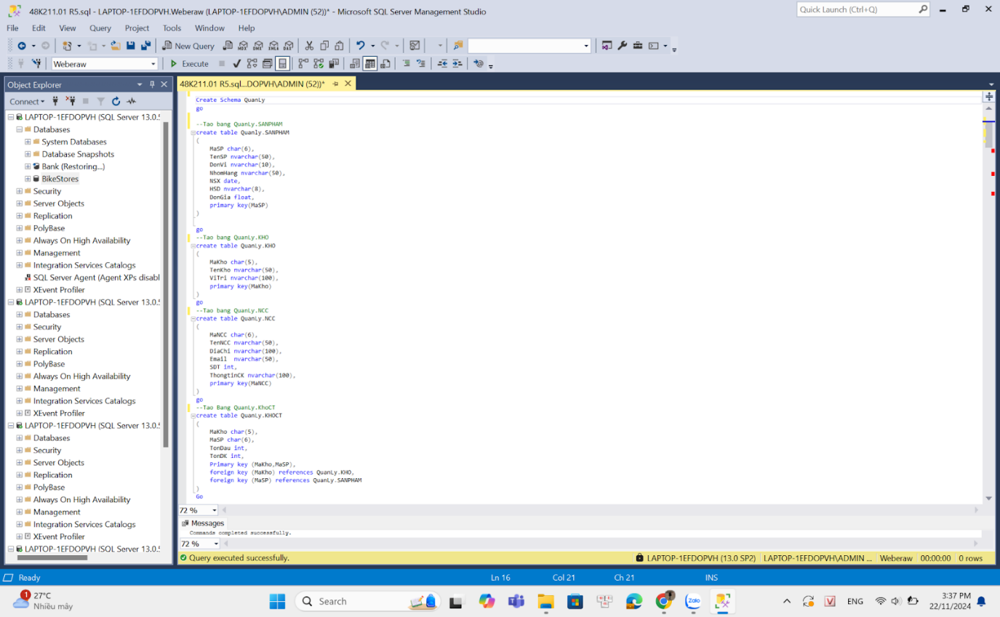 48K211.01 R5.sql - LAPTOP-1EFDOPVH.Weberaw (LAPTOP-1EFDOPVH\ADMIN (52))* - Microsoft SQL Server Management Studio
Quick Launch (Ctrl+Q)
File Edit View Query Project Tools Window Help
New Query
Weberaw
Execute
Object Explorer
Connect
LAPTOP-1EFDOPVH (SQL Server 13.0.5
Databases
System Databases
Database Snapshots
Bank (Restoring...)
BikeStores
Security
Server Objects
Replication
PolyBase
Always On High Availability
Management
Integration Services Catalogs
SQL Server Agent (Agent XPs disabl
XEvent Profiler
LAPTOP-1EFDOPVH (SQL Server 13.0.5
Databases
Security
Server Objects
Replication
PolyBase
Always On High Availability
Management
Integration Services Catalogs
XEvent Profiler
LAPTOP-1EFDOPVH (SQL Server 13.0.5
Databases
Security
Server Objects
Replication
PolyBase
Always On High Availability
Management
Integration Services Catalogs
XEvent Profiler
LAPTOP-1EFDOPVH (SQL Server 13.0.5
48K211.01 R5.sql...DOPVH\ADMIN (52))*
Create Schema QuanLy
go
--Tao bang QuanLy.SANPHAM
create table Quanly.SANPHAM
(
MaSP char(6),
TenSP nvarchar(50),
DonVi nvarchar(10),
NhomHang nvarchar(50),
NSX date,
HSD nvarchar(8),
DonGia float,
primary key(MaSP)
)
go
--Tao bang QuanLy.KHO
create table QuanLy.KHO
(
MaKho char(5),
TenKho nvarchar(50),
ViTri nvarchar(100),
primary key(MaKho)
)
go
--Tao bang QuanLy.NCC
create table QuanLy.NCC
(
MaNCC char(6),
TenNCC nvarchar(50),
DiaChi nvarchar(100),
Email nvarchar(50),
SDT int,
ThongtinCK nvarchar(100),
primary key(MaNCC)
)
go
--Tao Bang QuanLy.KhoCT
create table QuanLy.KHOCT
(
MaKho char(5),
MaSP char(6),
TonDau int,
TonDK int,
Primary key (MaKho,MaSP),
foreign key (MaKho) references QuanLy.KHO,
foreign key (MaSP) references QuanLy.SANPHAM
)
Go
72 %
Messages
Commands completed successfully.
72 %
Query executed successfully.
LAPTOP-1EFDOPVH (13.0 SP2) LAPTOP-1EFDOPVH\ADMIN ... Weberaw 00:00:00 0 rows
Ready Ln 16 Col 21 Ch 21 INS
1
27°C
Nhiều mây
Search
Zalo
ENG
3:37 PM
22/11/2024